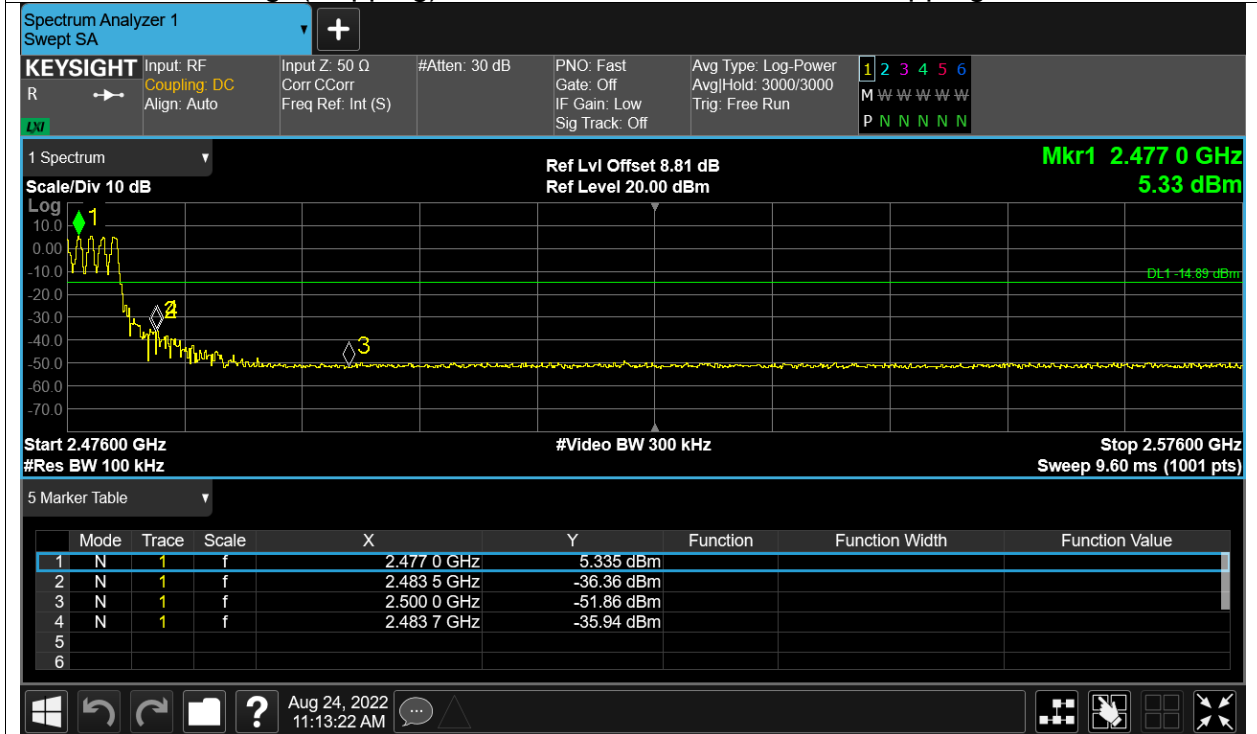 Spectrum Analyzer 1
Swept SA
+
KEYSIGHT
R
LXI
Input: RF
Coupling: DC
Align: Auto
Input Z: 50 Ω
Corr CCorr
Freq Ref: Int (S)
#Atten: 30 dB
PNO: Fast
Gate: Off
IF Gain: Low
Sig Track: Off
Avg Type: Log-Power
Avg|Hold: 3000/3000
Trig: Free Run
1 2 3 4 5 6
M W W W W W
P N N N N N
1 Spectrum
Scale/Div 10 dB
Ref Lvl Offset 8.81 dB
Ref Level 20.00 dBm
Mkr1 2.477 0 GHz
5.33 dBm
Log
10.0
0.00
-10.0
-20.0
-30.0
-40.0
-50.0
-60.0
-70.0
1
2
4
3
DL1 -14.89 dBm
Start 2.47600 GHz
#Res BW 100 kHz
#Video BW 300 kHz
Stop 2.57600 GHz
Sweep 9.60 ms (1001 pts)
5 Marker Table
Mode Trace Scale X Y Function Function Width Function Value
1 N 1 f 2.477 0 GHz 5.335 dBm
2 N 1 f 2.483 5 GHz -36.36 dBm
3 N 1 f 2.500 0 GHz -51.86 dBm
4 N 1 f 2.483 7 GHz -35.94 dBm
5
6
?
Aug 24, 2022
11:13:22 AM